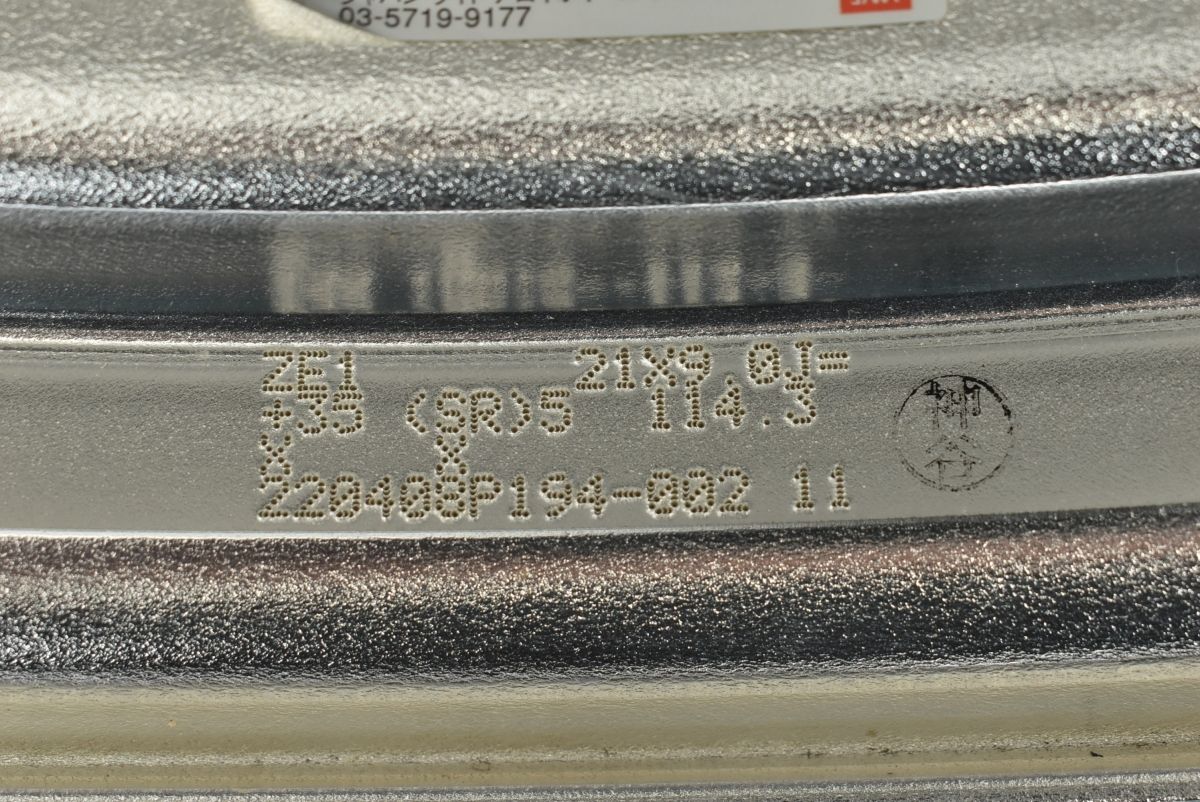 03-5719-9177
ZE1 21X9.0J=
+35 (SR)5 114.3
X X
220408P194-002 11